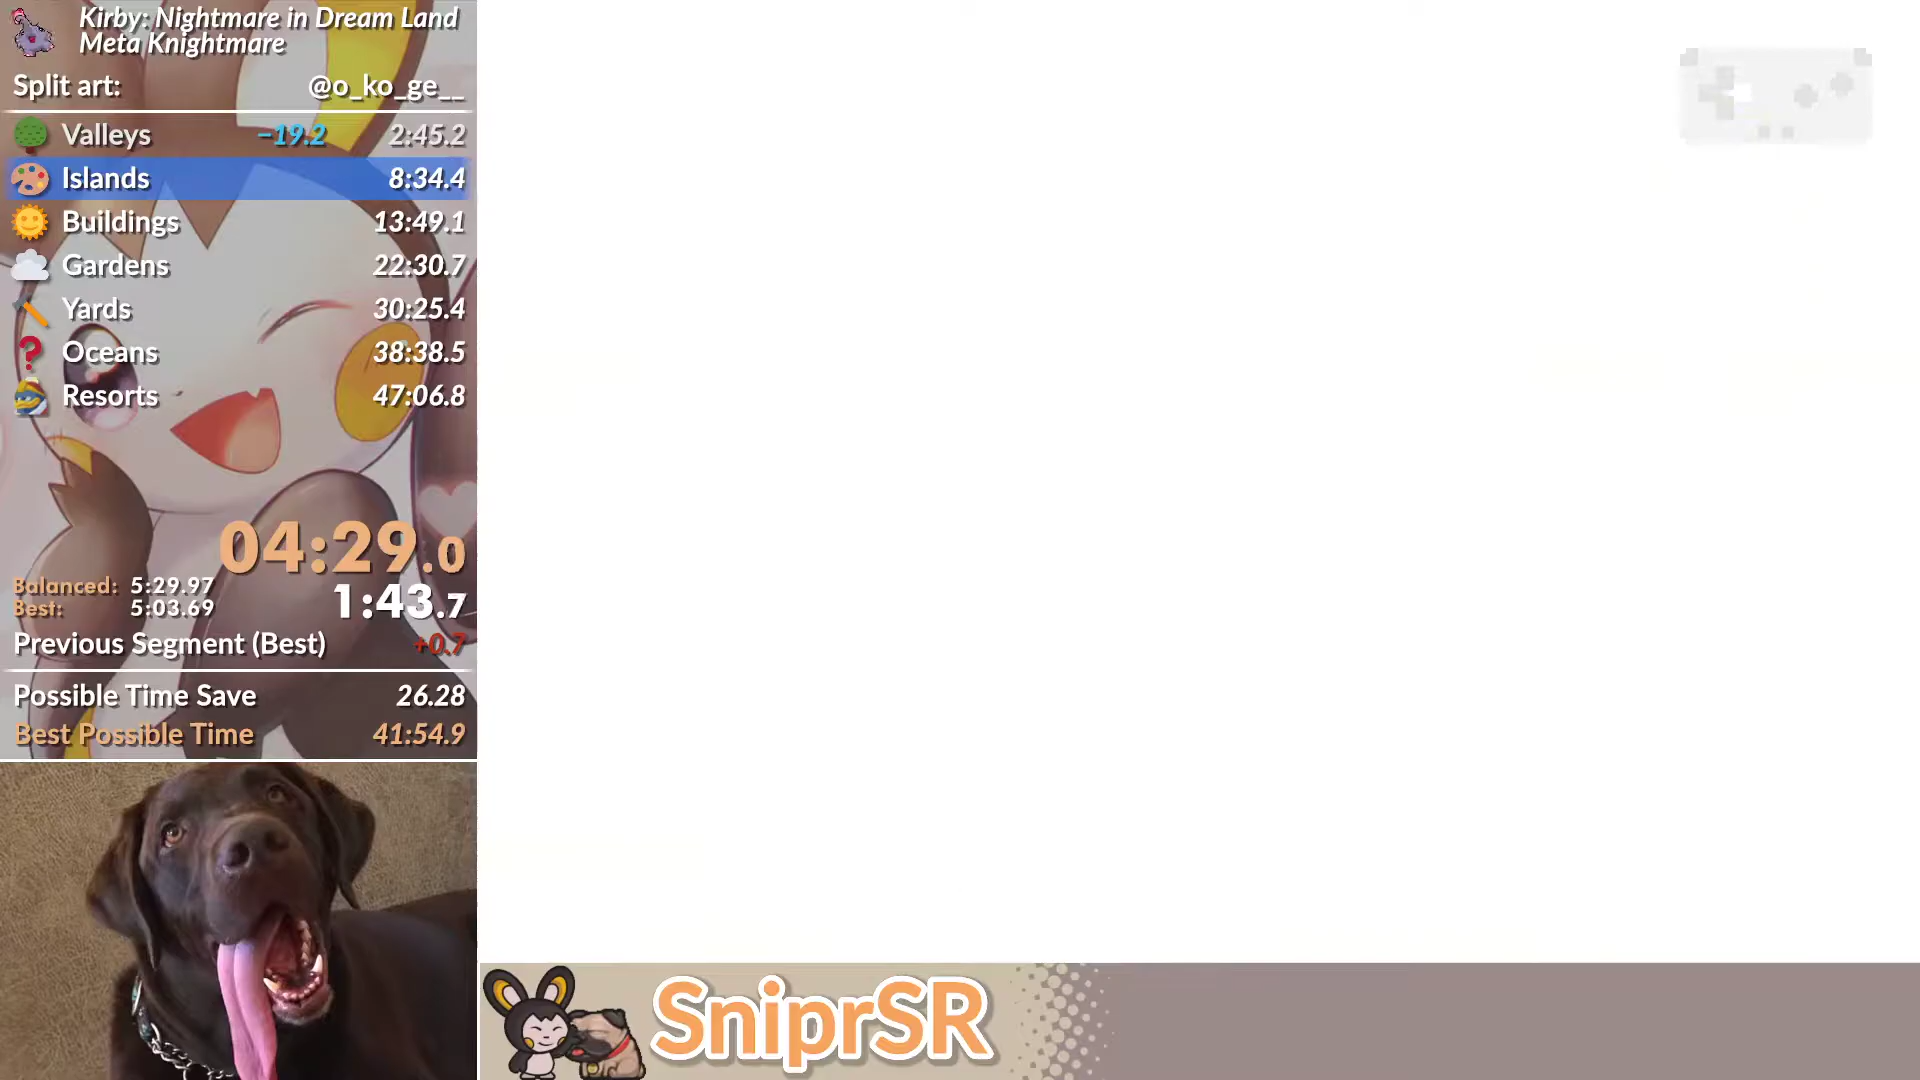 Kirby: Nightmare in Dream Land
Meta Knightmare
Split art: @o_ko_ge__
Valleys −19.2 2:45.2
Islands 8:34.4
Buildings 13:49.1
Gardens 22:30.7
Yards 30:25.4
Oceans 38:38.5
Resorts 47:06.8
04:29.0
Balanced: 5:29.97
Best: 5:03.69
1:43.7
Previous Segment (Best) +0.7
Possible Time Save 26.28
Best Possible Time 41:54.9
SniprSR